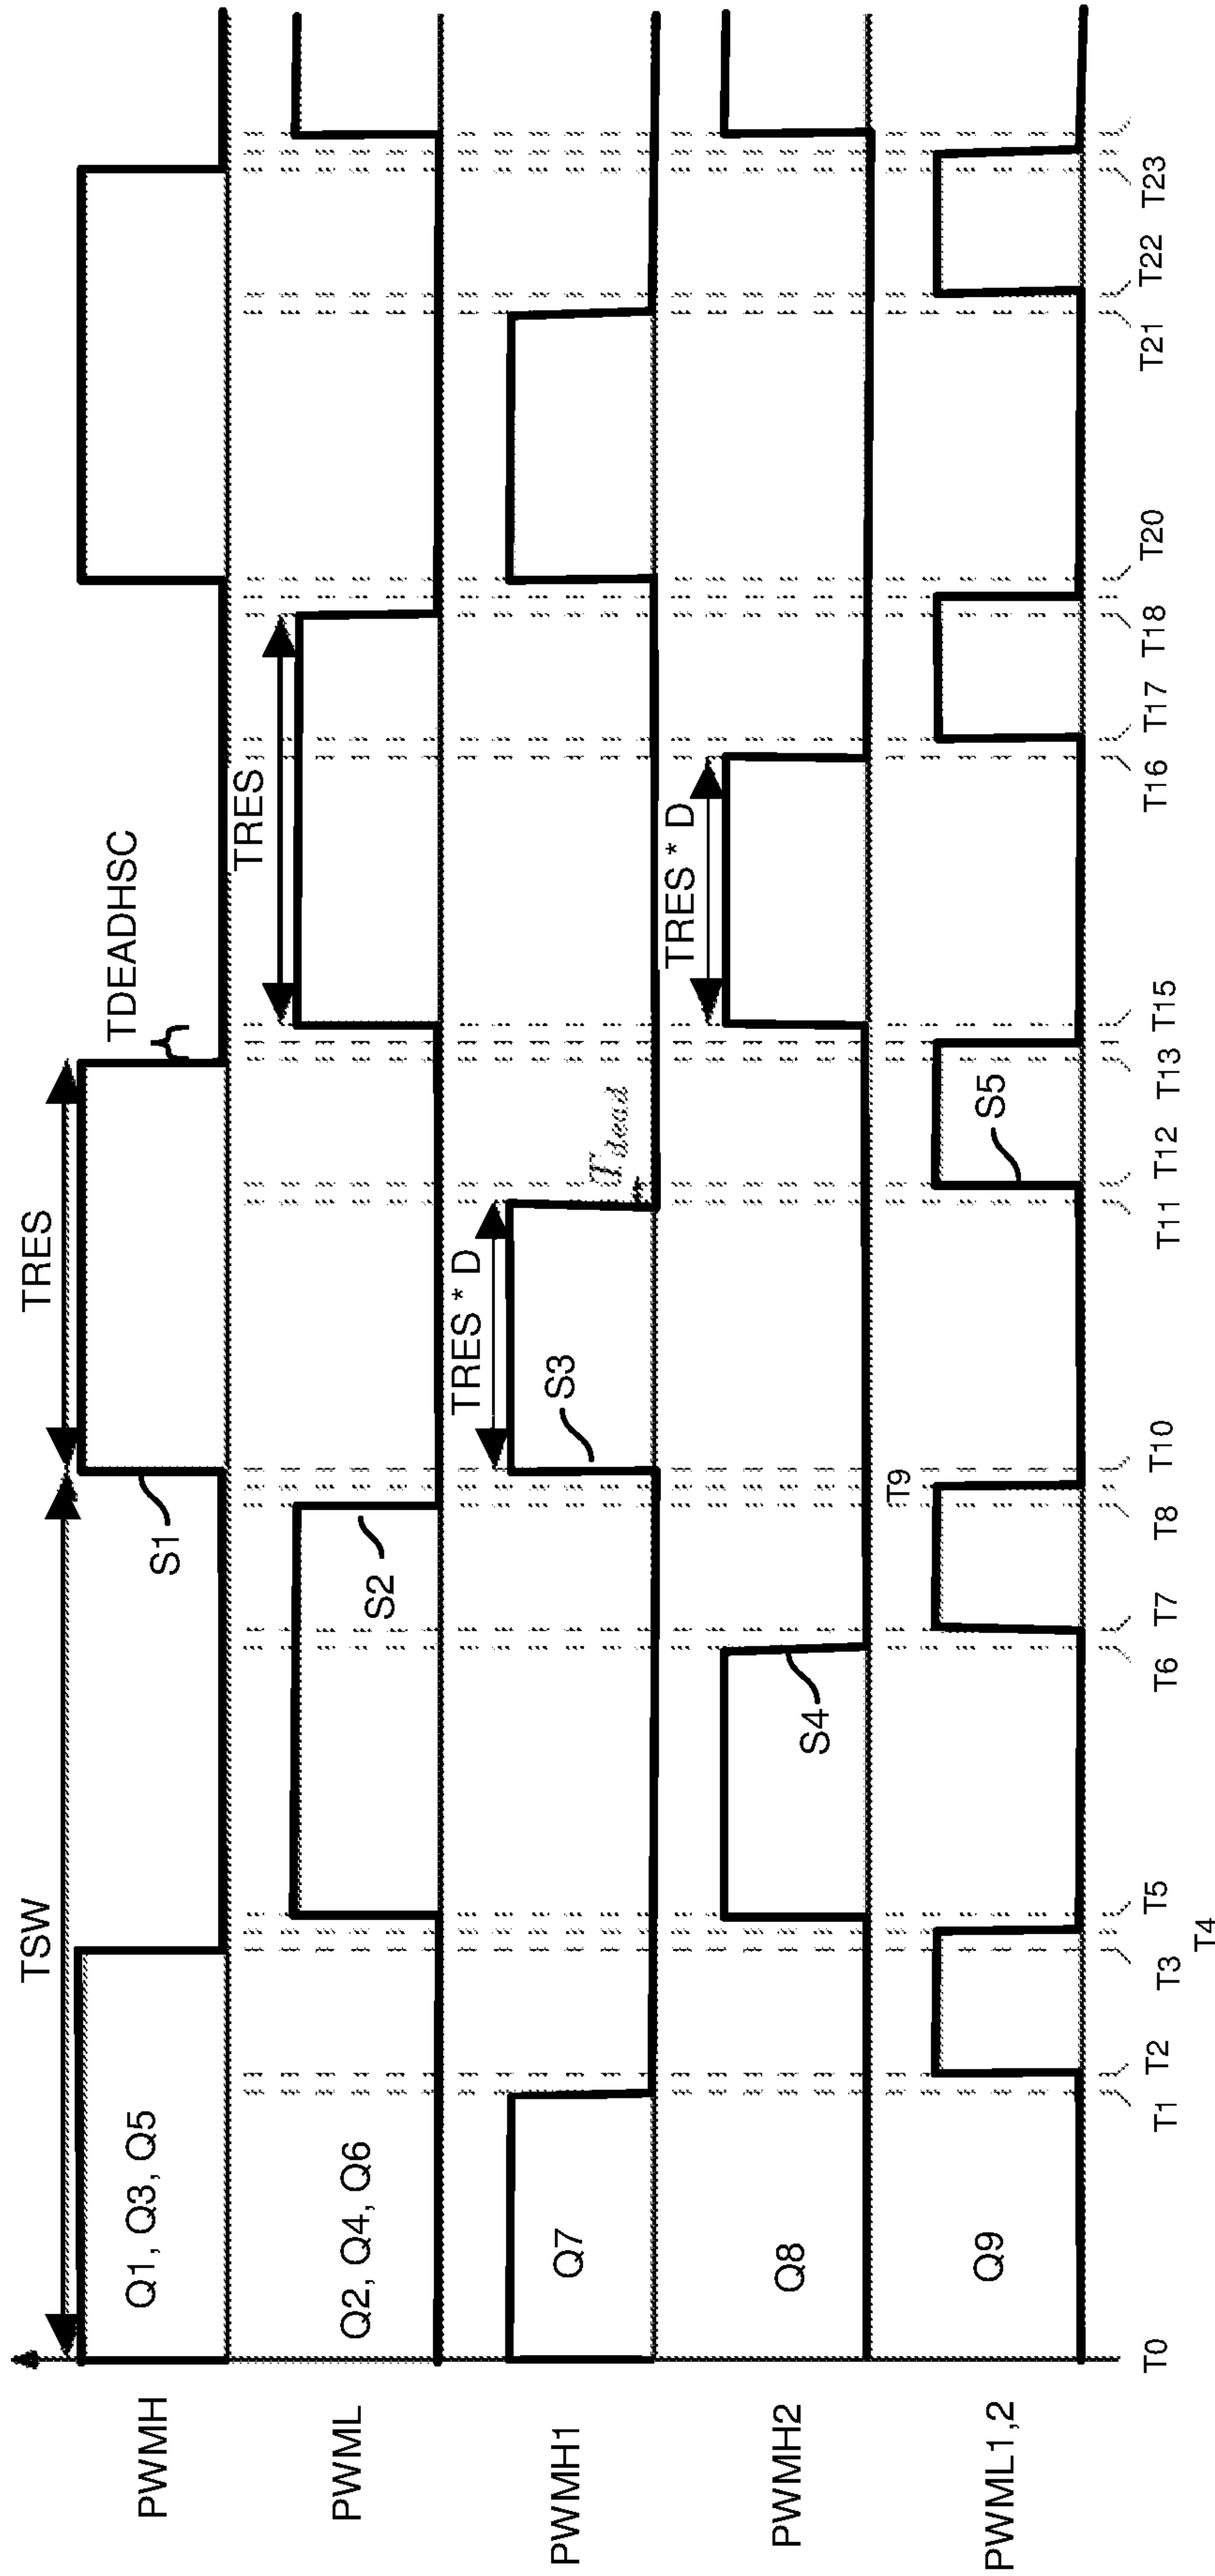 TSW
TRES
PWMH
Q1, Q3, Q5
S1
TDEADHSC
TRES
PWML
Q2, Q4, Q6
S2
TRES * D
PWMH1
Q7
S3
Tdead
TRES * D
PWMH2
Q8
S4
T9
PWML1,2
Q9
S5
T0
T1
T2
T3
T4
T5
T6
T7
T8
T10
T11
T12
T13
T15
T16
T17
T18
T20
T21
T22
T23